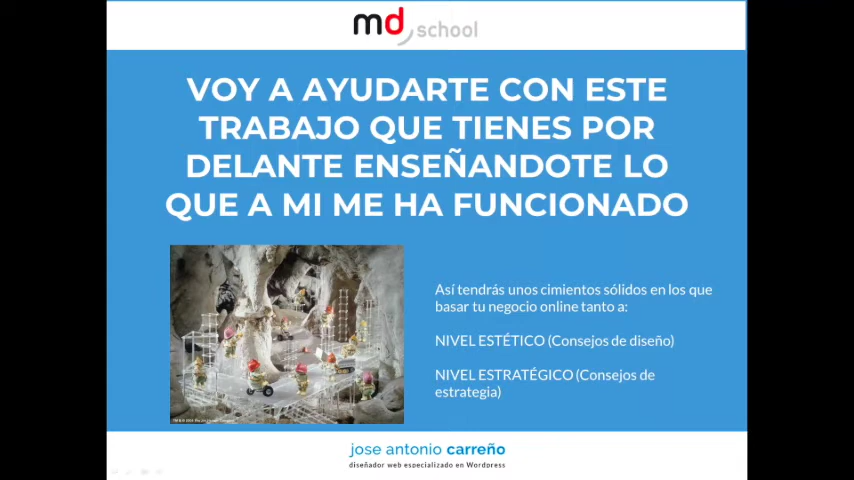 md school
VOY A AYUDARTE CON ESTE
TRABAJO QUE TIENES POR
DELANTE ENSEÑANDOTE LO
QUE A MI ME HA FUNCIONADO
Así tendrás unos cimientos sólidos en los que
basar tu negocio online tanto a:
NIVEL ESTÉTICO (Consejos de diseño)
NIVEL ESTRATÉGICO (Consejos de
estrategia)
jose antonio carreño
diseñador web especializado en Wordpress